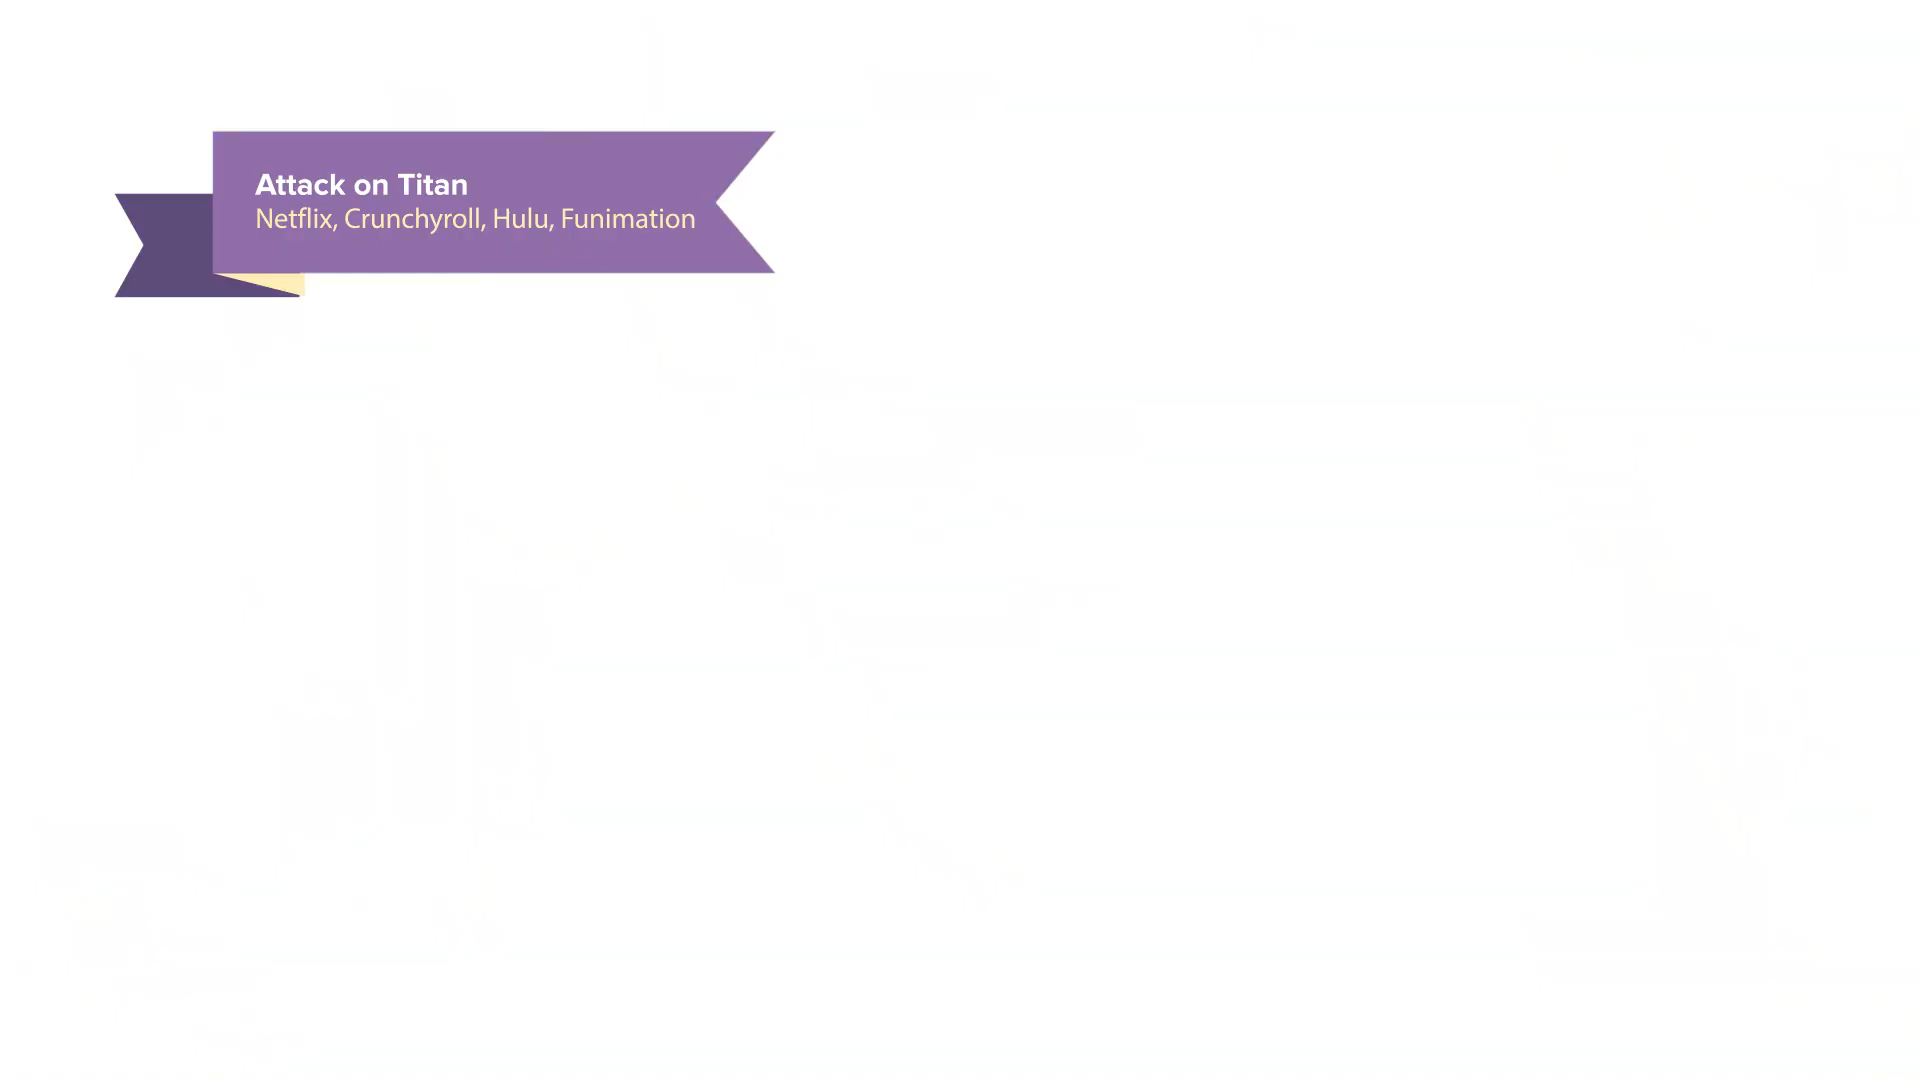 Attack on Titan
Netflix, Crunchyroll, Hulu, Funimation